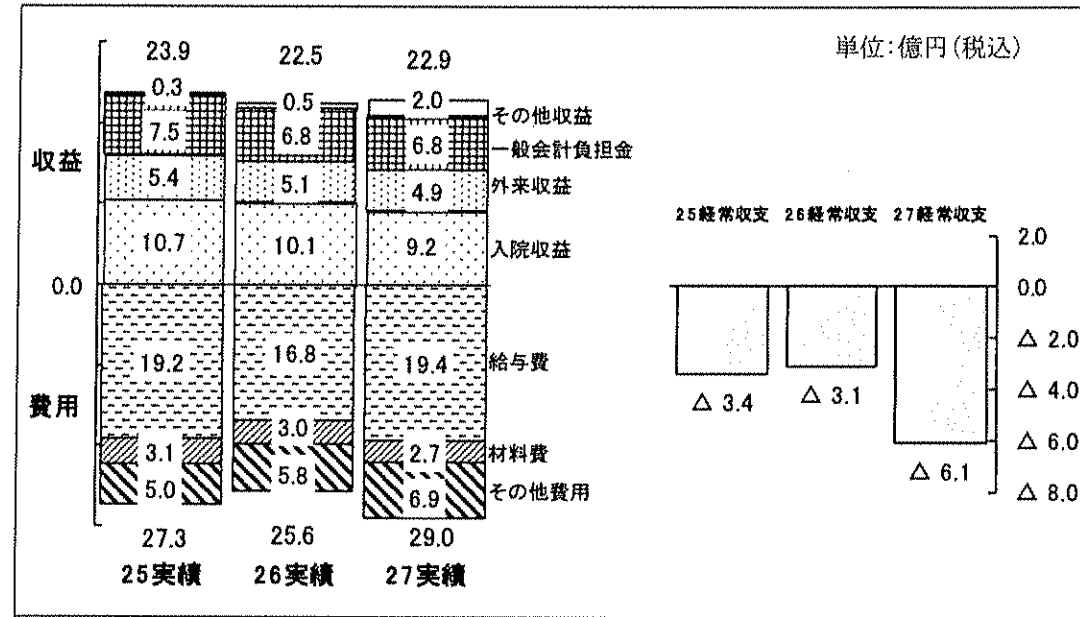 単位:億円(税込)
23.9 22.5 22.9
0.3 0.5 2.0 その他収益
7.5 6.8 6.8 一般会計負担金
収益
5.4 5.1 4.9 外来収益
10.7 10.1 9.2 入院収益
0.0
19.2 16.8 19.4 給与費
費用
3.1 3.0 2.7 材料費
5.0 5.8 6.9 その他費用
27.3 25.6 29.0
25実績 26実績 27実績
25経常収支 26経常収支 27経常収支
2.0
0.0
△ 2.0
△ 4.0
△ 6.0
△ 8.0
△ 3.4 △ 3.1 △ 6.1